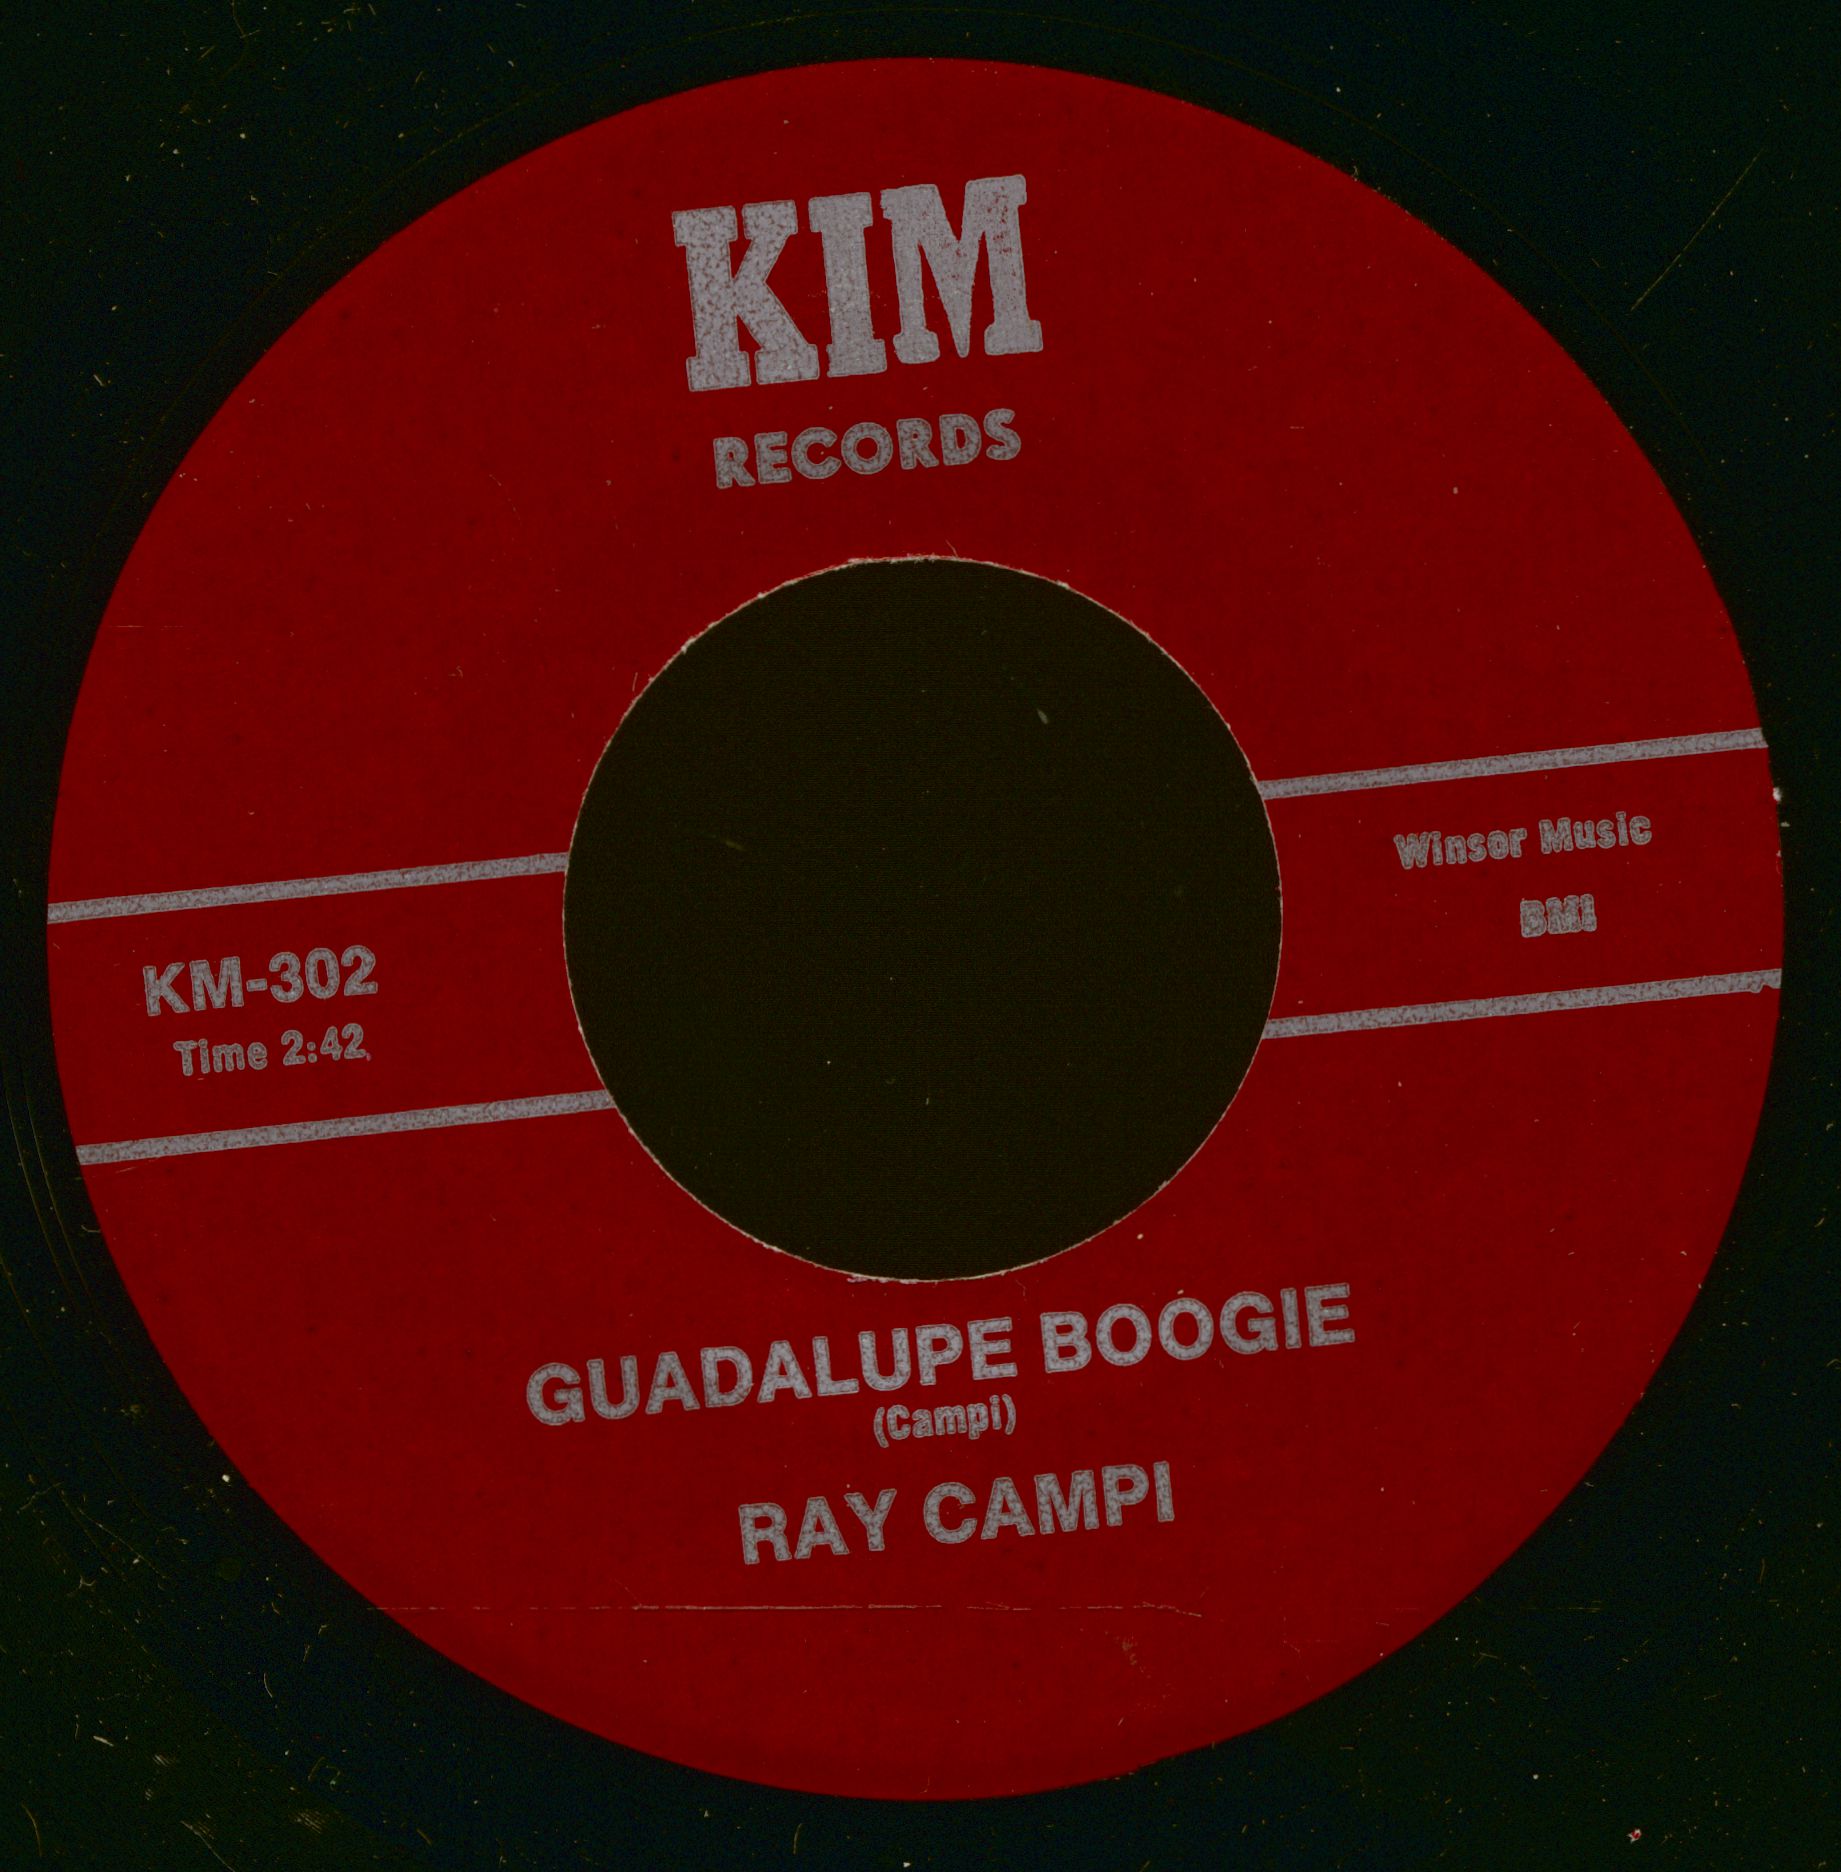 KIM
RECORDS
Winsor Music
BMI
KM-302
Time 2:42
GUADALUPE BOOGIE
(Campi)
RAY CAMPI